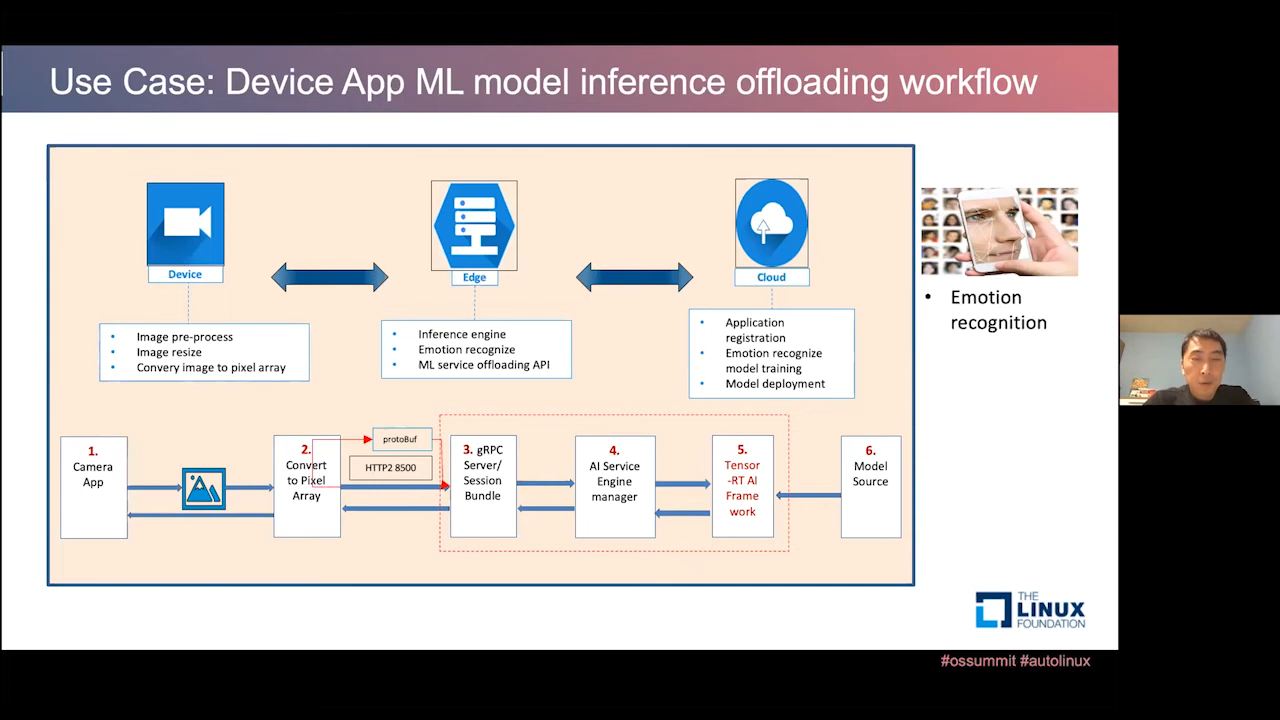 Use Case: Device App ML model inference offloading workflow
Device
Edge
Cloud
• Image pre-process
• Image resize
• Convery image to pixel array
• Inference engine
• Emotion recognize
• ML service offloading API
• Application
registration
• Emotion recognize
model training
• Model deployment
• Emotion
recognition
1.
Camera
App
2.
Convert
to Pixel
Array
protoBuf
HTTP2 8500
3. gRPC
Server/
Session
Bundle
4.
AI Service
Engine
manager
5.
Tensor
-RT AI
Frame
work
6.
Model
Source
THE
LINUX
FOUNDATION
#ossummit #autolinux